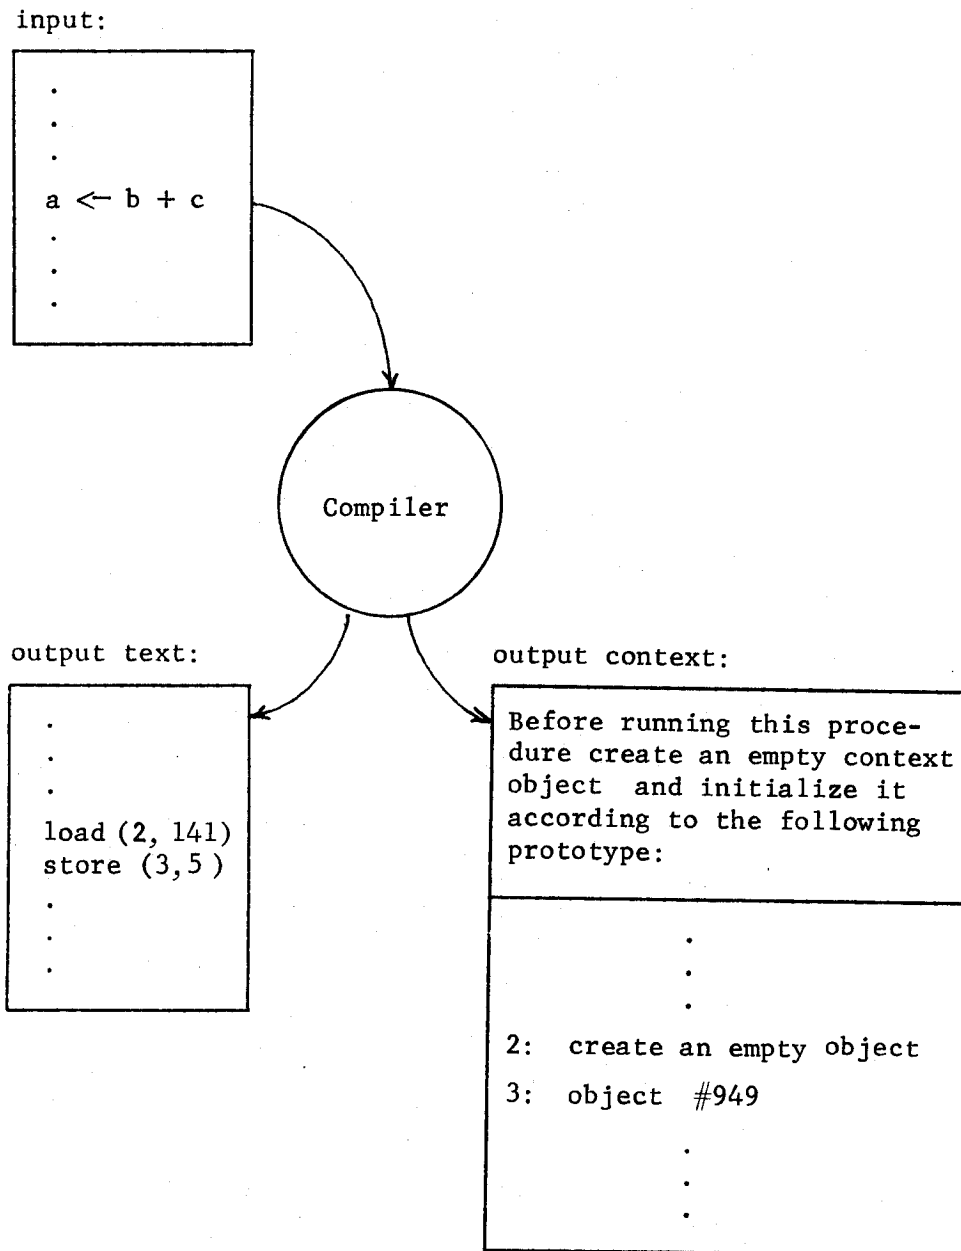 input:
.
.
.
a <- b + c
.
.
.
Compiler
output text:
.
.
.
load (2, 141)
store (3,5 )
.
.
.
output context:
Before running this proce-
dure create an empty context
object and initialize it
according to the following
prototype:
.
.
.
2: create an empty object
3: object #949
.
.
.